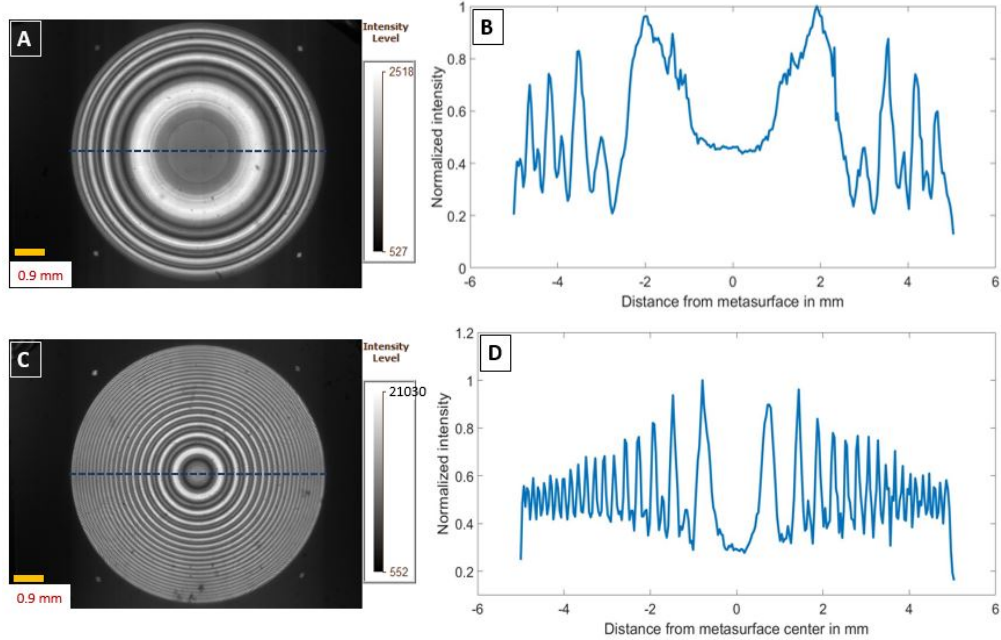 A
Intensity
Level
2518
527
0.9 mm
B
Normalized intensity
1
0.8
0.6
0.4
0.2
0
-6
-4
-2
0
2
4
6
Distance from metasurface in mm
C
Intensity
Level
21030
552
0.9 mm
D
Normalized intensity
1.2
1
0.8
0.6
0.4
0.2
-6
-4
-2
0
2
4
6
Distance from metasurface center in mm